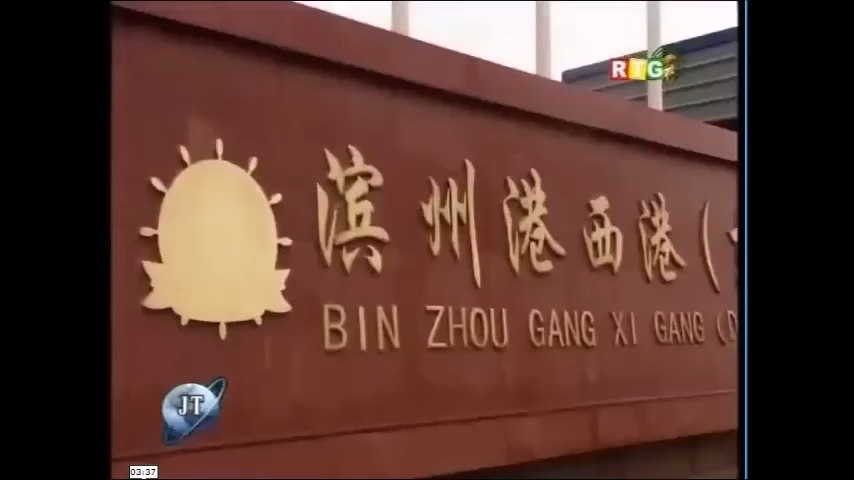 RTG
滨州港西港(
BIN ZHOU GANG XI GANG (D
JT
03:37